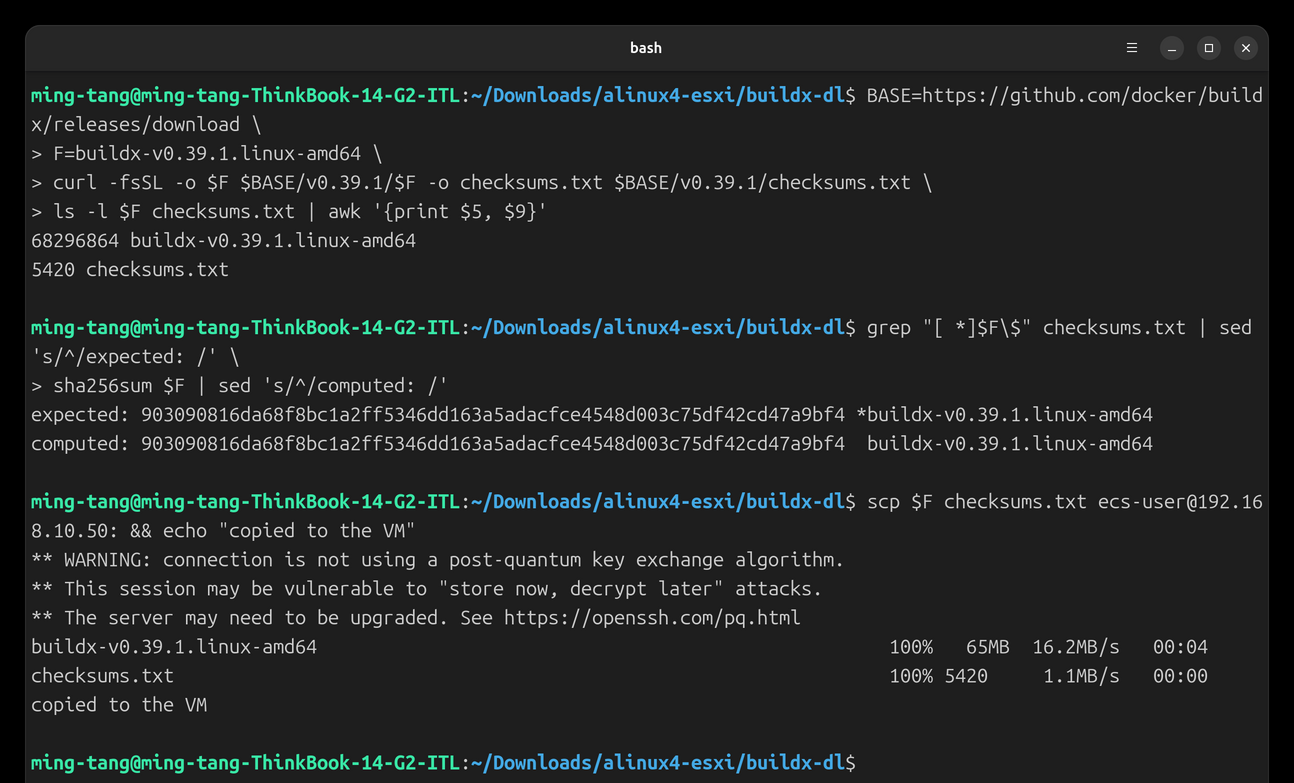 bash
ming-tang@ming-tang-ThinkBook-14-G2-ITL:~/Downloads/alinux4-esxi/buildx-dl$ BASE=https://github.com/docker/build
x/releases/download \
> F=buildx-v0.39.1.linux-amd64 \
> curl -fsSL -o $F $BASE/v0.39.1/$F -o checksums.txt $BASE/v0.39.1/checksums.txt \
> ls -l $F checksums.txt | awk '{print $5, $9}'
68296864 buildx-v0.39.1.linux-amd64
5420 checksums.txt
ming-tang@ming-tang-ThinkBook-14-G2-ITL:~/Downloads/alinux4-esxi/buildx-dl$ grep "[ *]$F\$" checksums.txt | sed
's/^/expected: /' \
> sha256sum $F | sed 's/^/computed: /'
expected: 903090816da68f8bc1a2ff5346dd163a5adacfce4548d003c75df42cd47a9bf4 *buildx-v0.39.1.linux-amd64
computed: 903090816da68f8bc1a2ff5346dd163a5adacfce4548d003c75df42cd47a9bf4  buildx-v0.39.1.linux-amd64
ming-tang@ming-tang-ThinkBook-14-G2-ITL:~/Downloads/alinux4-esxi/buildx-dl$ scp $F checksums.txt ecs-user@192.16
8.10.50: && echo "copied to the VM"
** WARNING: connection is not using a post-quantum key exchange algorithm.
** This session may be vulnerable to "store now, decrypt later" attacks.
** The server may need to be upgraded. See https://openssh.com/pq.html
buildx-v0.39.1.linux-amd64 100% 65MB 16.2MB/s 00:04
checksums.txt 100% 5420 1.1MB/s 00:00
copied to the VM
ming-tang@ming-tang-ThinkBook-14-G2-ITL:~/Downloads/alinux4-esxi/buildx-dl$